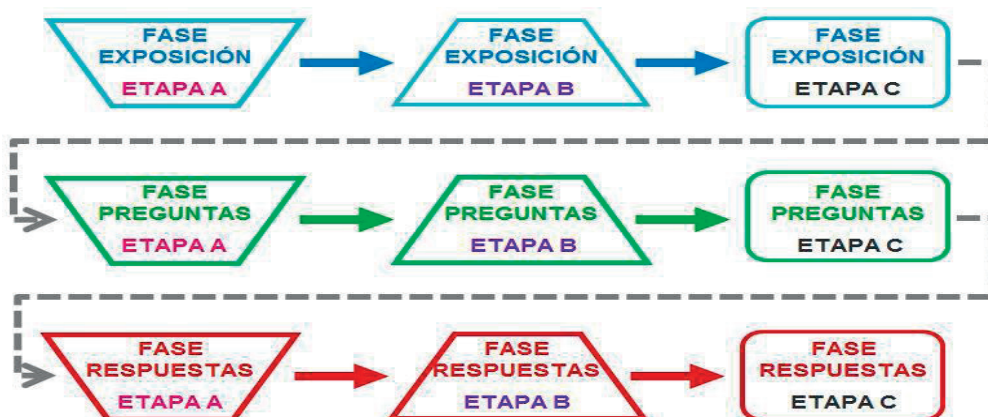 FASE
EXPOSICIÓN
ETAPA A
FASE
EXPOSICIÓN
ETAPA B
FASE
EXPOSICIÓN
ETAPA C
FASE
PREGUNTAS
ETAPA A
FASE
PREGUNTAS
ETAPA B
FASE
PREGUNTAS
ETAPA C
FASE
RESPUESTAS
ETAPA A
FASE
RESPUESTAS
ETAPA B
FASE
RESPUESTAS
ETAPA C